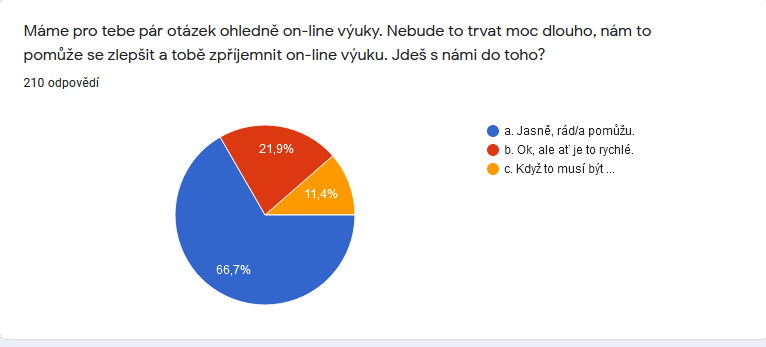 Máme pro tebe pár otázek ohledně on-line výuky. Nebude to trvat moc dlouho, nám to
pomůže se zlepšit a tobě zpříjemnit on-line výuku. Jdeš s námi do toho?
210 odpovědí
a. Jasně, rád/a pomůžu.
b. Ok, ale ať je to rychlé.
c. Když to musí být ...
21,9%
11,4%
66,7%